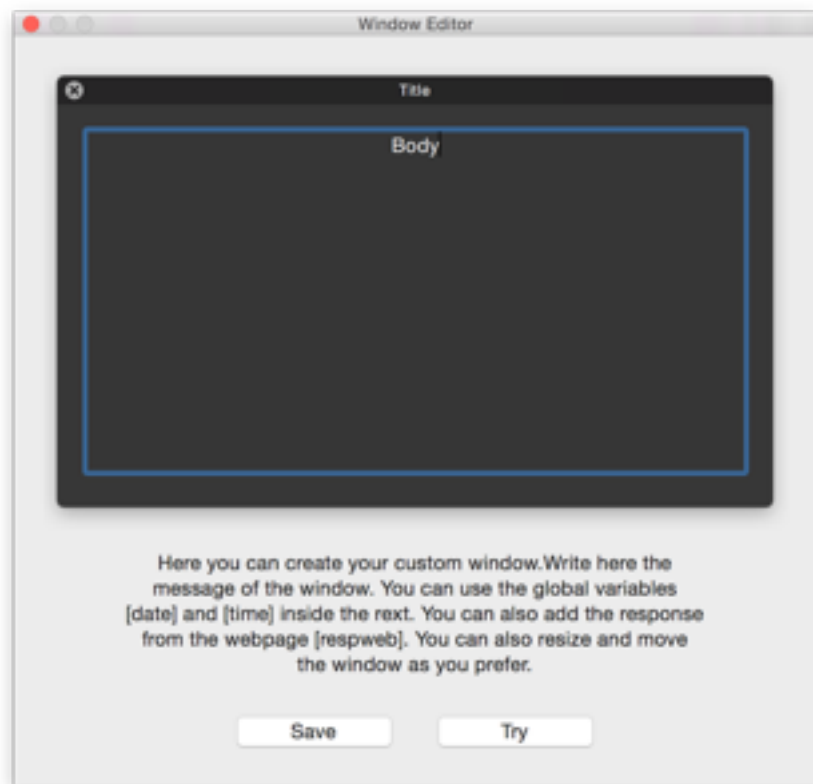 Window Editor
Title
Body
Here you can create your custom window.Write here the
message of the window. You can use the global variables
[date] and [time] inside the rext. You can also add the response
from the webpage [respweb]. You can also resize and move
the window as you prefer.
Save
Try